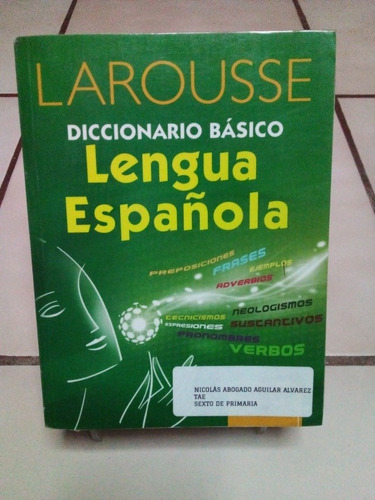 LAROUSSE
DICCIONARIO BÁSICO
Lengua
Española
PREPOSICIONES
FRASES
EJEMPLOS
ADVERBIOS
TECNICISMOS
NEOLOGISMOS
EXPRESIONES
SUSTANTIVOS
PRONOMBRES
VERBOS
NICOLÁS ABOGADO AGUILAR ALVAREZ
TAE
SEXTO DE PRIMARIA